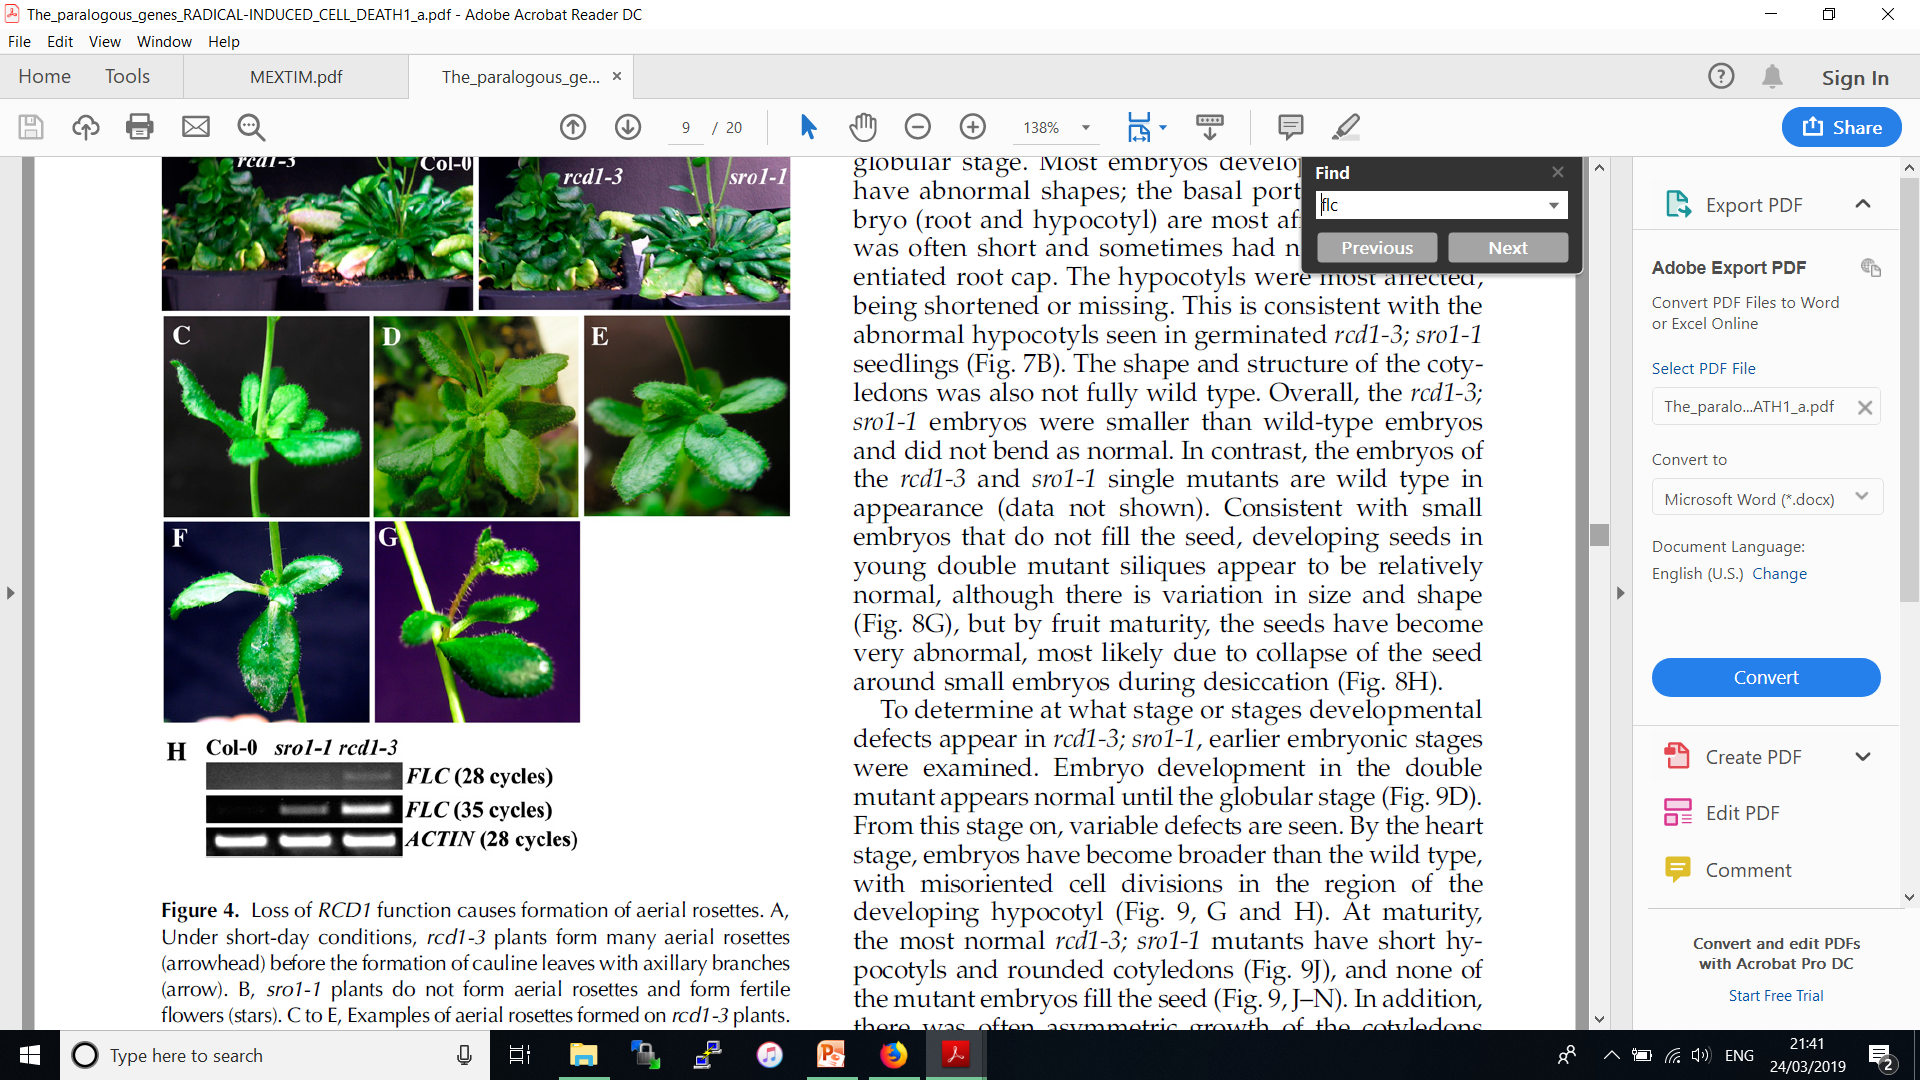 The_paralogous_genes_RADICAL-INDUCED_CELL_DEATH1_a.pdf - Adobe Acrobat Reader DC
File Edit View Window Help
Home Tools MEXTIM.pdf The_paralogous_ge... × Sign In
9 / 20 138% Share
rcd1-3 Col-0 rcd1-3 sro1-1
C D E
F G
H Col-0 sro1-1 rcd1-3
FLC (28 cycles)
FLC (35 cycles)
ACTIN (28 cycles)
Figure 4. Loss of RCD1 function causes formation of aerial rosettes. A,
Under short-day conditions, rcd1-3 plants form many aerial rosettes
(arrowhead) before the formation of cauline leaves with axillary branches
(arrow). B, sro1-1 plants do not form aerial rosettes and form fertile
flowers (stars). C to E, Examples of aerial rosettes formed on rcd1-3 plants.
globular stage. Most embryos develop
have abnormal shapes; the basal port
bryo (root and hypocotyl) are most af
was often short and sometimes had n
entiated root cap. The hypocotyls were most affected,
being shortened or missing. This is consistent with the
abnormal hypocotyls seen in germinated rcd1-3; sro1-1
seedlings (Fig. 7B). The shape and structure of the coty-
ledons was also not fully wild type. Overall, the rcd1-3;
sro1-1 embryos were smaller than wild-type embryos
and did not bend as normal. In contrast, the embryos of
the rcd1-3 and sro1-1 single mutants are wild type in
appearance (data not shown). Consistent with small
embryos that do not fill the seed, developing seeds in
young double mutant siliques appear to be relatively
normal, although there is variation in size and shape
(Fig. 8G), but by fruit maturity, the seeds have become
very abnormal, most likely due to collapse of the seed
around small embryos during desiccation (Fig. 8H).
To determine at what stage or stages developmental
defects appear in rcd1-3; sro1-1, earlier embryonic stages
were examined. Embryo development in the double
mutant appears normal until the globular stage (Fig. 9D).
From this stage on, variable defects are seen. By the heart
stage, embryos have become broader than the wild type,
with misoriented cell divisions in the region of the
developing hypocotyl (Fig. 9, G and H). At maturity,
the most normal rcd1-3; sro1-1 mutants have short hy-
pocotyls and rounded cotyledons (Fig. 9J), and none of
the mutant embryos fill the seed (Fig. 9, J–N). In addition,
there was often asymmetric growth of the cotyledons
Find
flc
Previous Next
Export PDF
Adobe Export PDF
Convert PDF Files to Word
or Excel Online
Select PDF File
The_paralo...ATH1_a.pdf
Convert to
Microsoft Word (*.docx)
Document Language:
English (U.S.) Change
Convert
Create PDF
Edit PDF
Comment
Convert and edit PDFs
with Acrobat Pro DC
Start Free Trial
Type here to search
ENG
21:41
24/03/2019
2